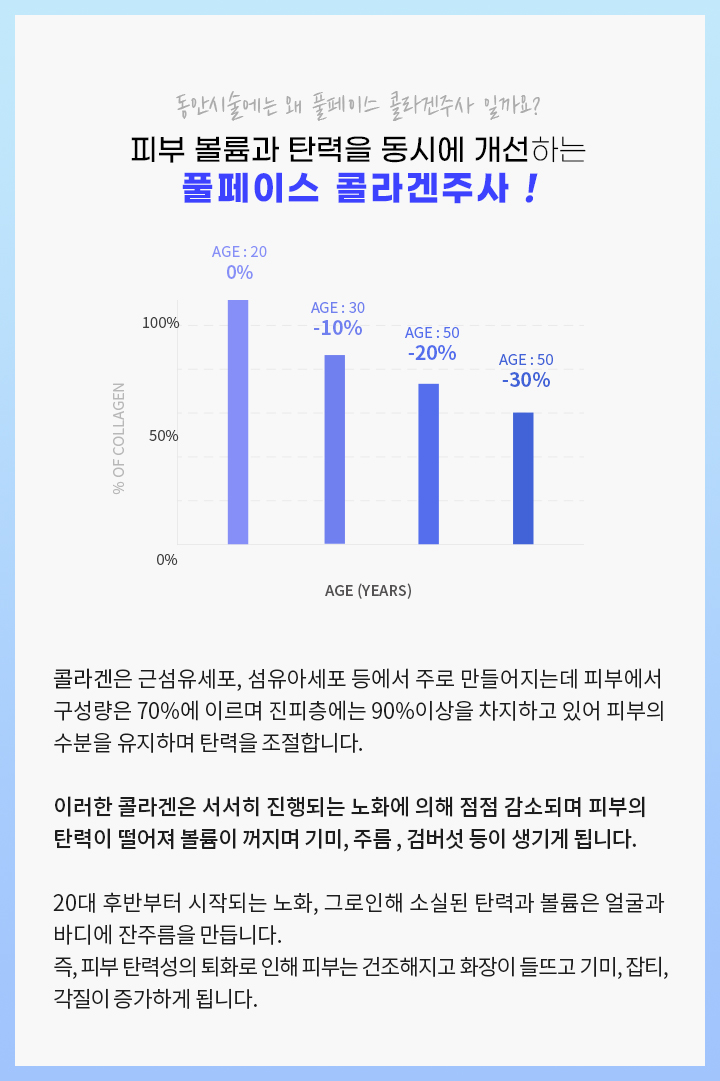 동안시술에는 왜 풀페이스 콜라겐주사 일까요?
피부 볼륨과 탄력을 동시에 개선하는
풀페이스 콜라겐주사 !
AGE : 20
0%
AGE : 30
-10%
AGE : 50
-20%
AGE : 50
-30%
100%
50%
0%
% OF COLLAGEN
AGE (YEARS)
콜라겐은 근섬유세포, 섬유아세포 등에서 주로 만들어지는데 피부에서
구성량은 70%에 이르며 진피층에는 90%이상을 차지하고 있어 피부의
수분을 유지하며 탄력을 조절합니다.
이러한 콜라겐은 서서히 진행되는 노화에 의해 점점 감소되며 피부의
탄력이 떨어져 볼륨이 꺼지며 기미, 주름 , 검버섯 등이 생기게 됩니다.
20대 후반부터 시작되는 노화, 그로인해 소실된 탄력과 볼륨은 얼굴과
바디에 잔주름을 만듭니다.
즉, 피부 탄력성의 퇴화로 인해 피부는 건조해지고 화장이 들뜨고 기미, 잡티,
각질이 증가하게 됩니다.